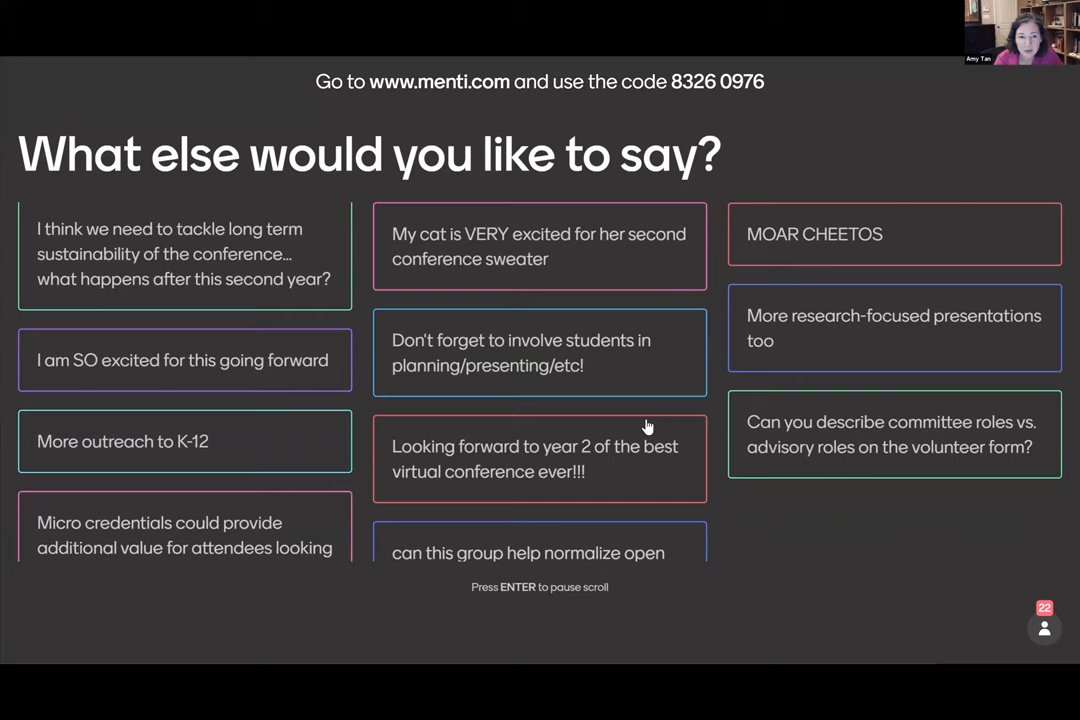 Amy Tan
Go to www.menti.com and use the code 8326 0976
What else would you like to say?
I think we need to tackle long term
sustainability of the conference...
what happens after this second year?
I am SO excited for this going forward
More outreach to K-12
Micro credentials could provide
additional value for attendees looking
My cat is VERY excited for her second
conference sweater
Don't forget to involve students in
planning/presenting/etc!
Looking forward to year 2 of the best
virtual conference ever!!!
can this group help normalize open
MOAR CHEETOS
More research-focused presentations
too
Can you describe committee roles vs.
advisory roles on the volunteer form?
Press ENTER to pause scroll
22